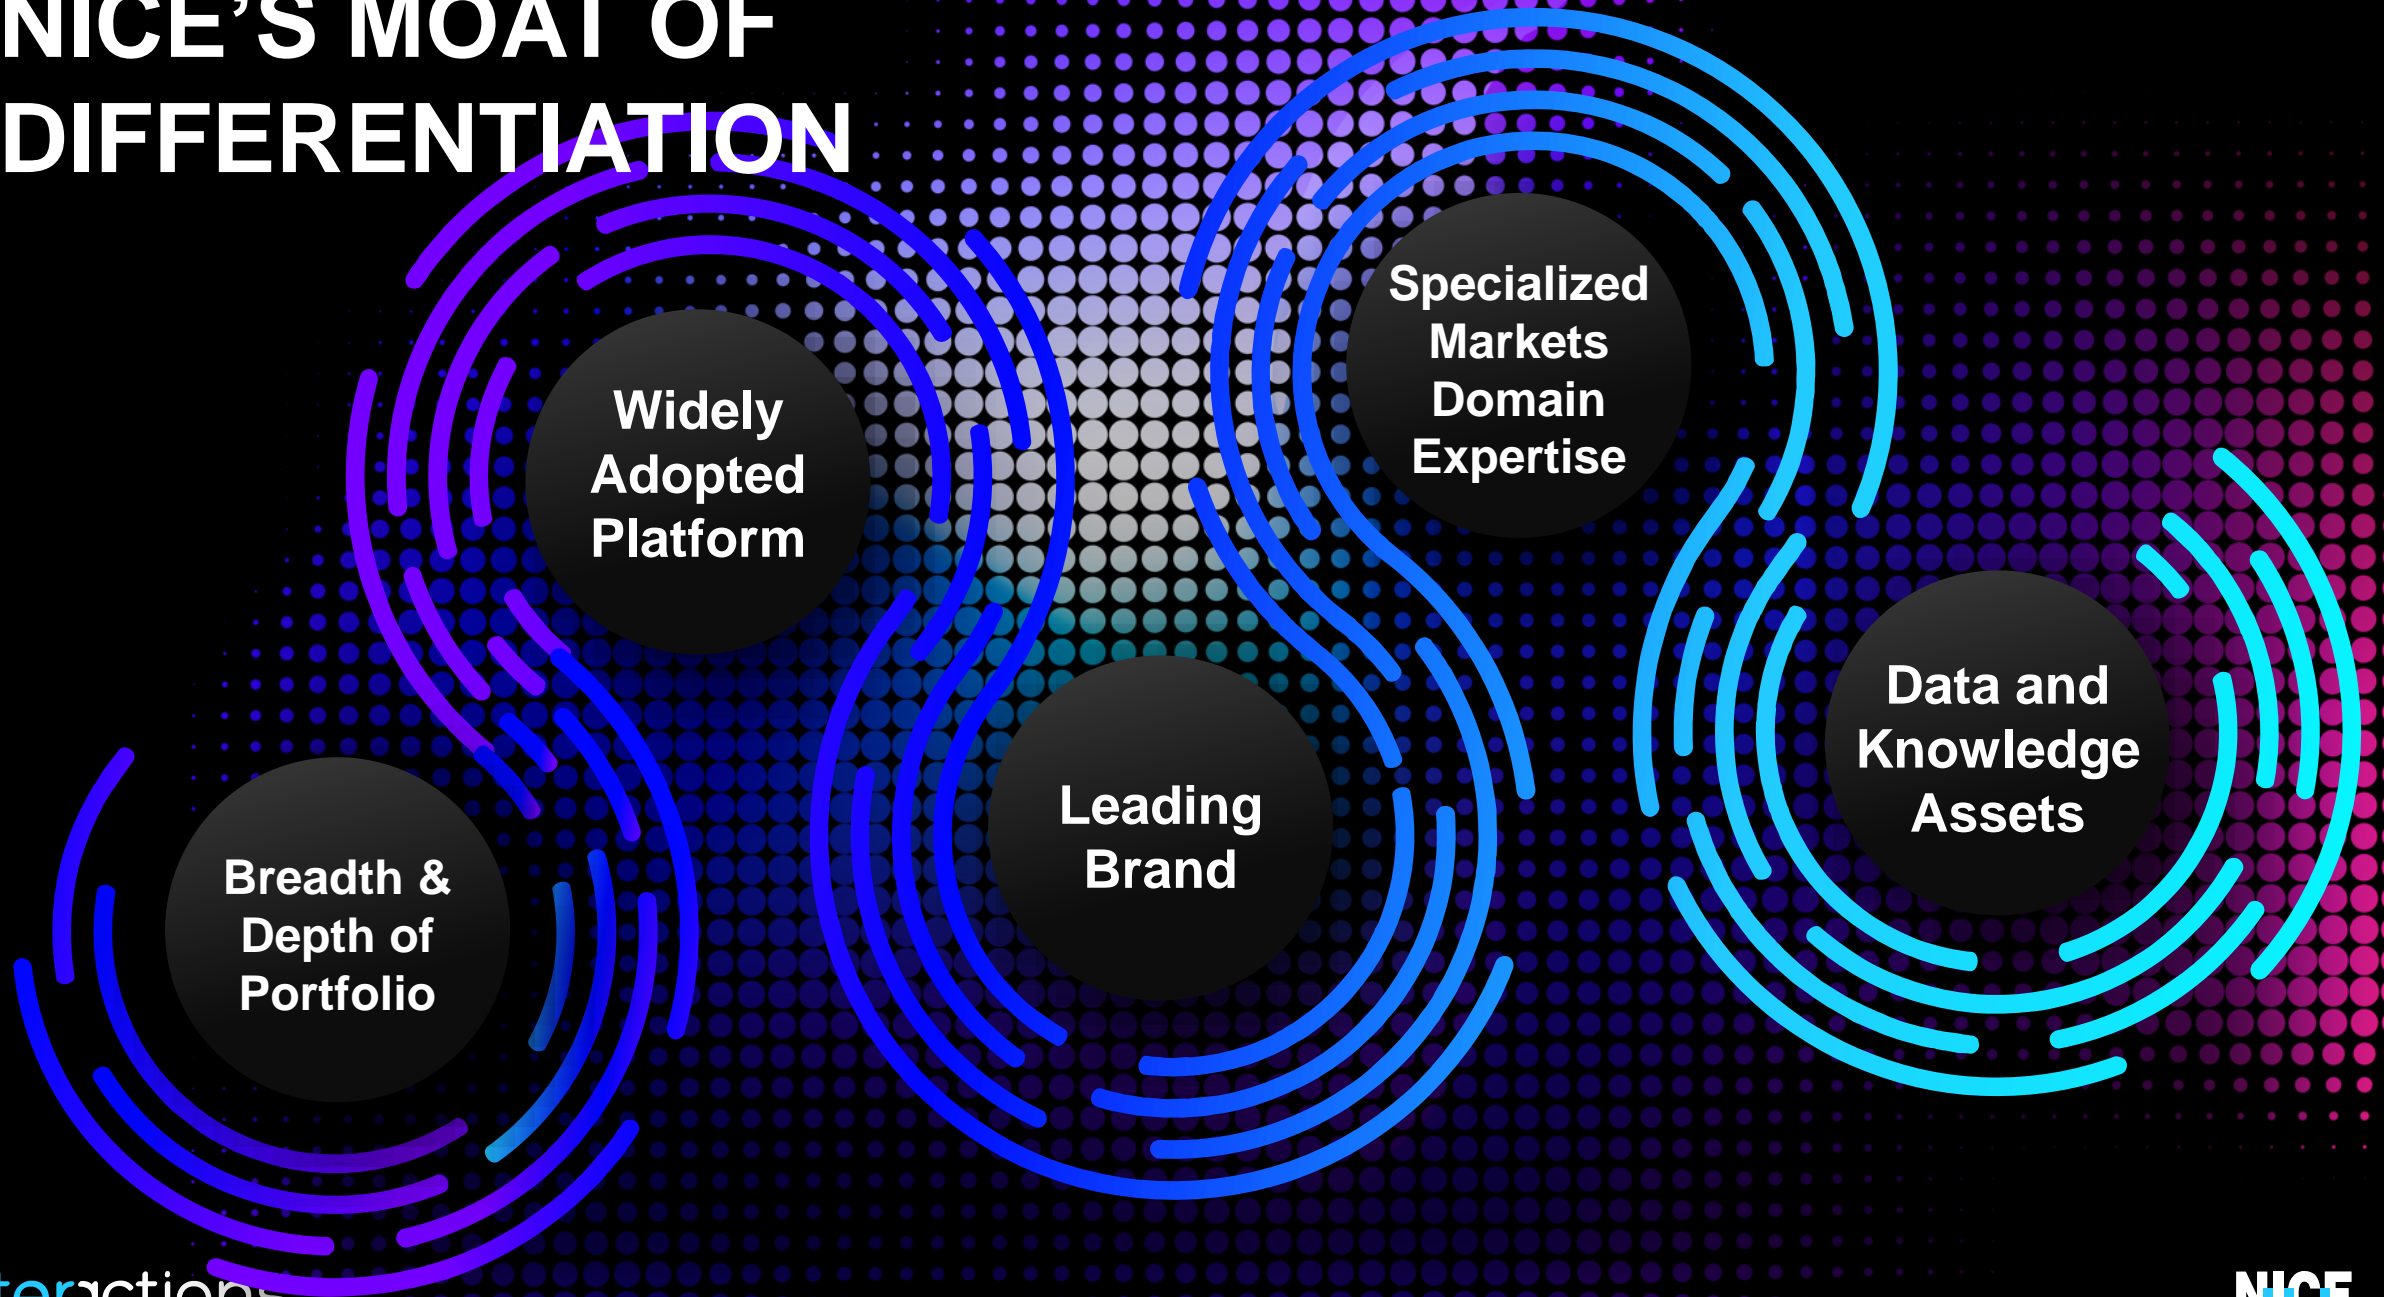 NICE'S MOAT OF
DIFFERENTIATION
Breadth &
Depth of
Portfolio
Widely
Adopted
Platform
Leading
Brand
Specialized
Markets
Domain
Expertise
Data and
Knowledge
Assets
NICE